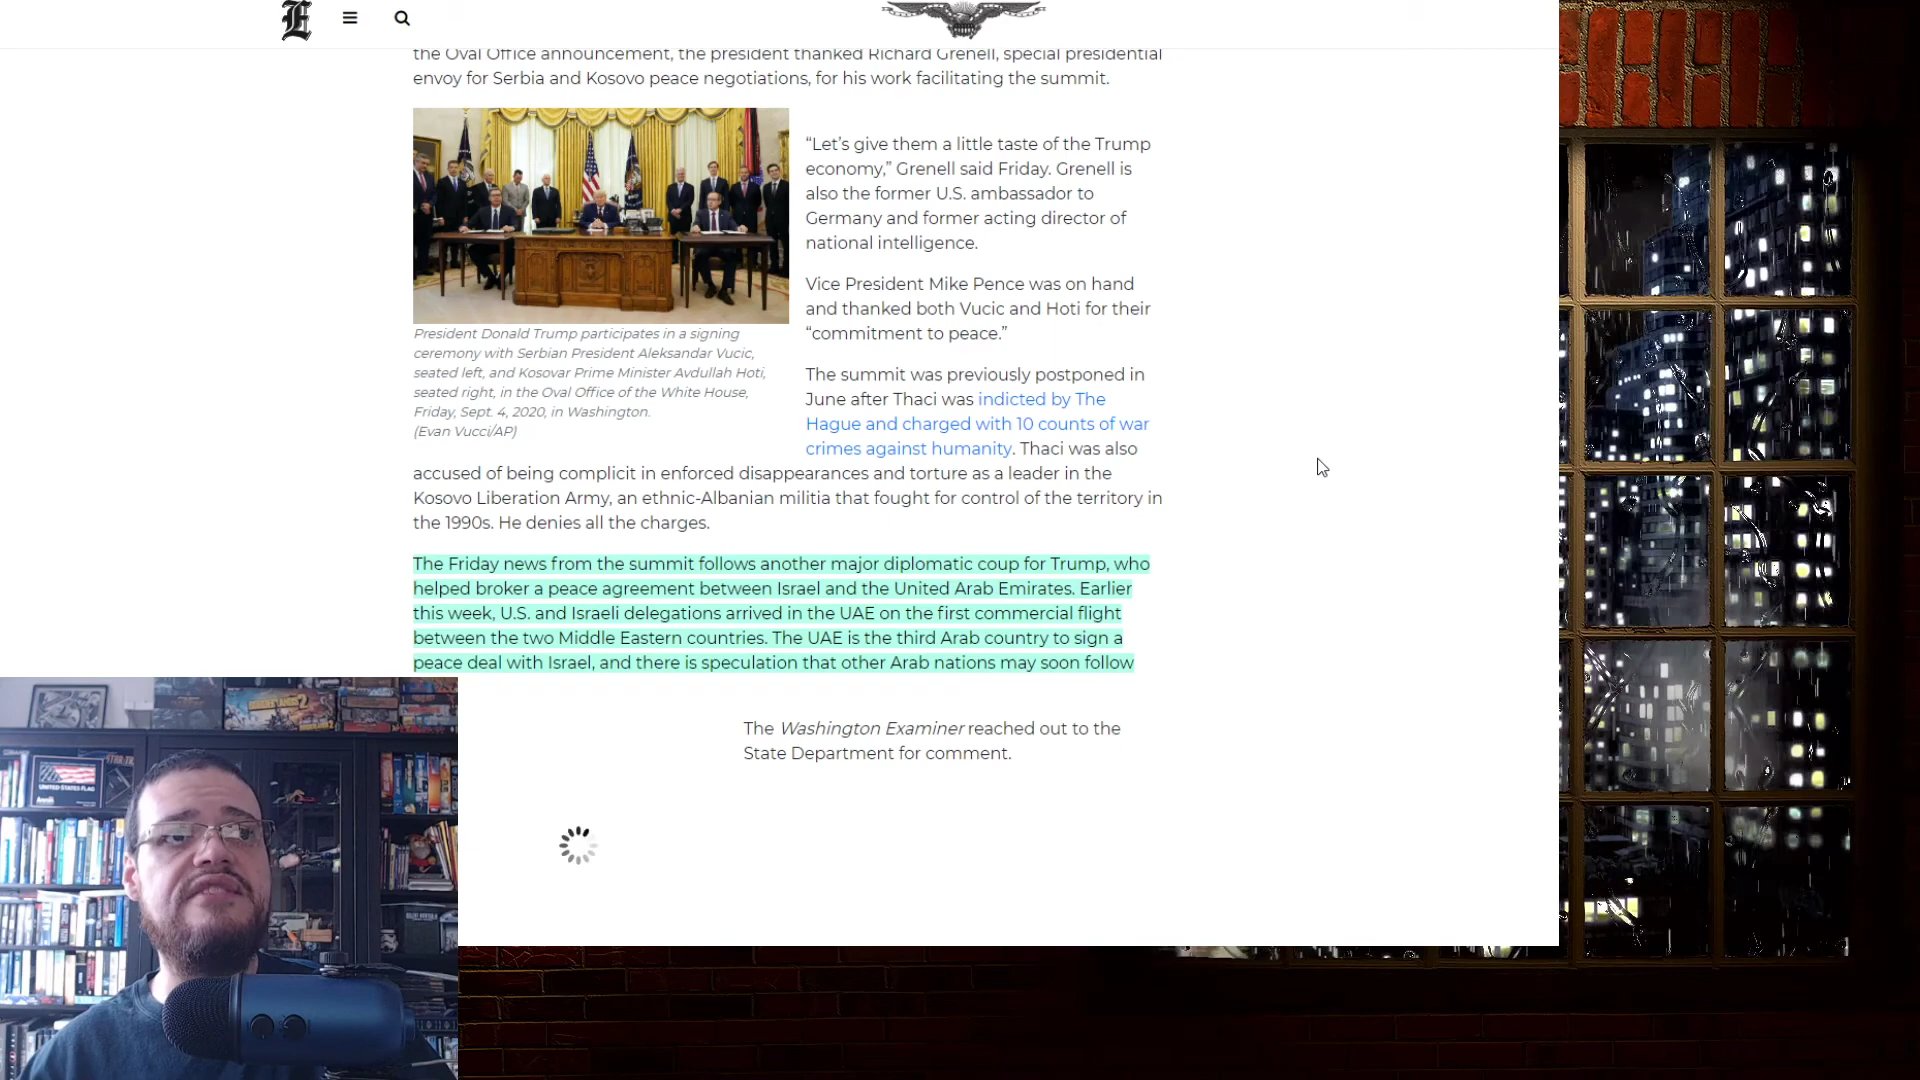 E
the Oval Office announcement, the president thanked Richard Grenell, special presidential
envoy for Serbia and Kosovo peace negotiations, for his work facilitating the summit.
“Let’s give them a little taste of the Trump
economy,” Grenell said Friday. Grenell is
also the former U.S. ambassador to
Germany and former acting director of
national intelligence.
Vice President Mike Pence was on hand
and thanked both Vucic and Hoti for their
“commitment to peace.”
President Donald Trump participates in a signing
ceremony with Serbian President Aleksandar Vucic,
seated left, and Kosovar Prime Minister Avdullah Hoti,
seated right, in the Oval Office of the White House,
Friday, Sept. 4, 2020, in Washington.
(Evan Vucci/AP)
The summit was previously postponed in
June after Thaci was indicted by The
Hague and charged with 10 counts of war
crimes against humanity. Thaci was also
accused of being complicit in enforced disappearances and torture as a leader in the
Kosovo Liberation Army, an ethnic-Albanian militia that fought for control of the territory in
the 1990s. He denies all the charges.
The Friday news from the summit follows another major diplomatic coup for Trump, who
helped broker a peace agreement between Israel and the United Arab Emirates. Earlier
this week, U.S. and Israeli delegations arrived in the UAE on the first commercial flight
between the two Middle Eastern countries. The UAE is the third Arab country to sign a
peace deal with Israel, and there is speculation that other Arab nations may soon follow
The Washington Examiner reached out to the
State Department for comment.
BORDERLANDS 2
UNITED STATES FLAG